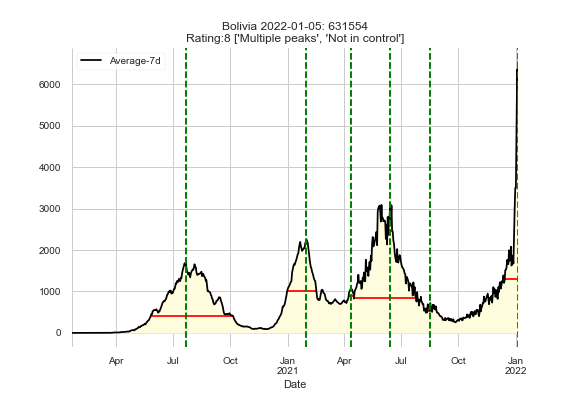 Bolivia 2022-01-05: 631554
Rating:8 ['Multiple peaks', 'Not in control']
Average-7d
6000
5000
4000
3000
2000
1000
0
Apr
Jul
Oct
Jan
2021
Apr
Jul
Oct
Jan
2022
Date